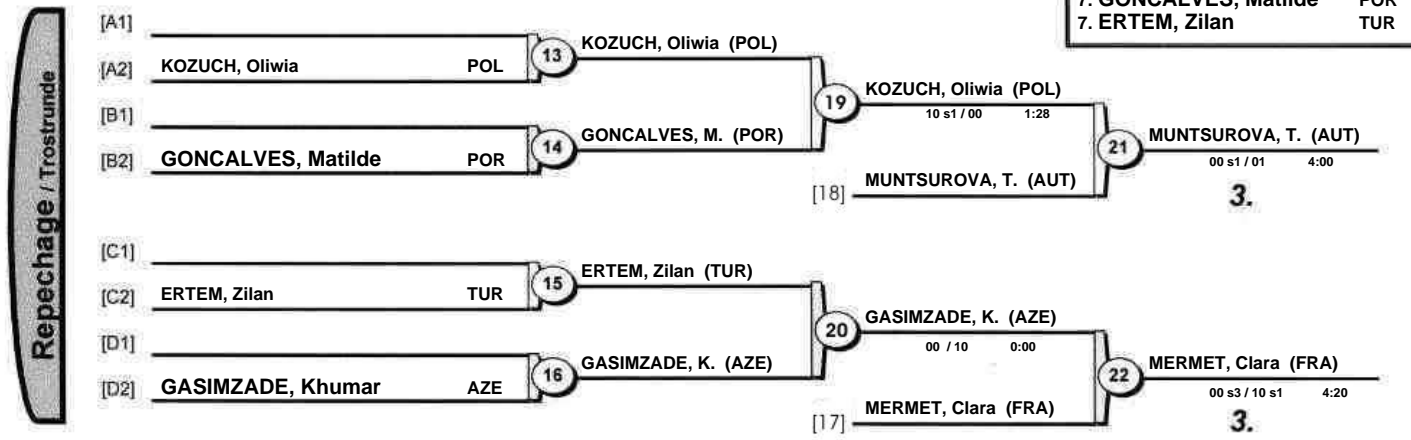 7. GONCALVES, Matilde POR
7. ERTEM, Zilan TUR
Repechage / Trostrunde
[A1]
[A2] KOZUCH, Oliwia POL
13 KOZUCH, Oliwia (POL)
[B1]
[B2] GONCALVES, Matilde POR
14 GONCALVES, M. (POR)
19 KOZUCH, Oliwia (POL)
10 s1 / 00 1:28
[18] MUNTSUROVA, T. (AUT)
21 MUNTSUROVA, T. (AUT)
00 s1 / 01 4:00
3.
[C1]
[C2] ERTEM, Zilan TUR
15 ERTEM, Zilan (TUR)
[D1]
[D2] GASIMZADE, Khumar AZE
16 GASIMZADE, K. (AZE)
20 GASIMZADE, K. (AZE)
00 / 10 0:00
[17] MERMET, Clara (FRA)
22 MERMET, Clara (FRA)
00 s3 / 10 s1 4:20
3.